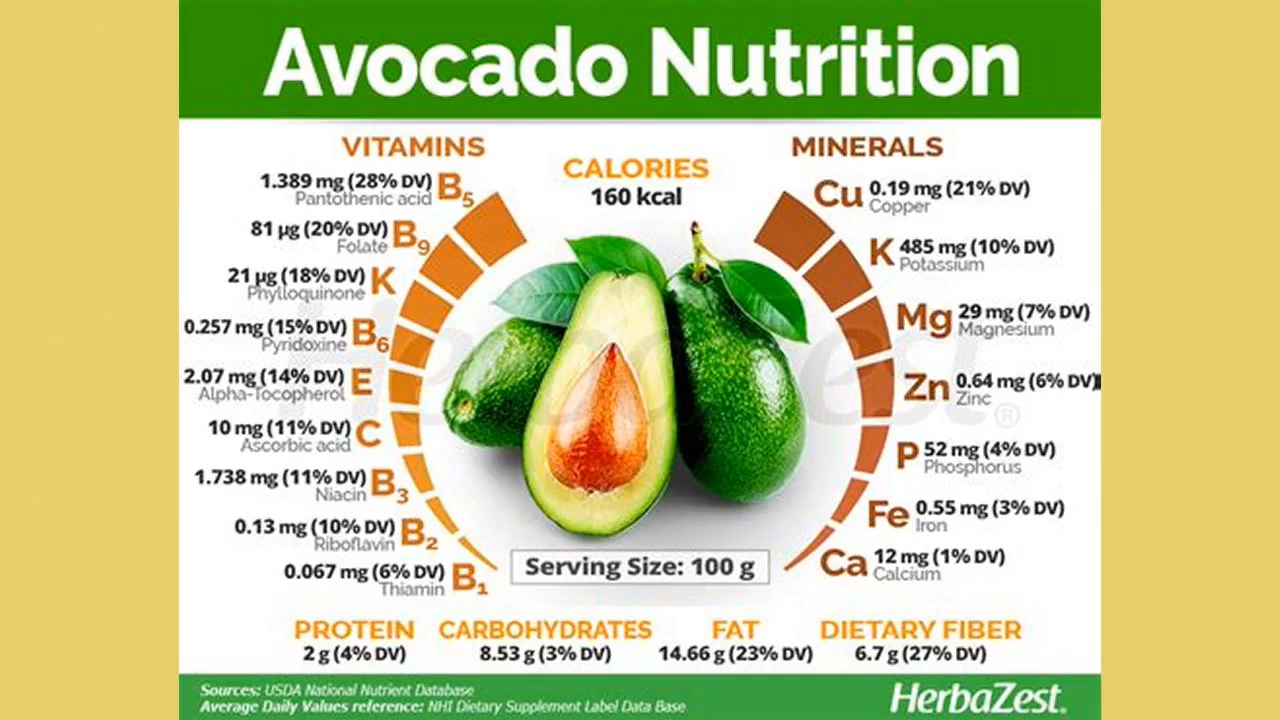 Avocado Nutrition
VITAMINS
1.389 mg (28% DV) B5
Pantothenic acid
81 µg (20% DV) B9
Folate
21 µg (18% DV) K
Phylloquinone
0.257 mg (15% DV) B6
Pyridoxine
2.07 mg (14% DV) E
Alpha-Tocopherol
10 mg (11% DV) C
Ascorbic acid
1.738 mg (11% DV) B3
Niacin
0.13 mg (10% DV) B2
Riboflavin
0.067 mg (6% DV) B1
Thiamin
CALORIES
160 kcal
MINERALS
Cu 0.19 mg (21% DV)
Copper
K 485 mg (10% DV)
Potassium
Mg 29 mg (7% DV)
Magnesium
Zn 0.64 mg (6% DV)
Zinc
P 52 mg (4% DV)
Phosphorus
Fe 0.55 mg (3% DV)
Iron
Ca 12 mg (1% DV)
Calcium
HerbaZest®
Serving Size: 100 g
PROTEIN
2 g (4% DV)
CARBOHYDRATES
8.53 g (3% DV)
FAT
14.66 g (23% DV)
DIETARY FIBER
6.7 g (27% DV)
Sources: USDA National Nutrient Database
Average Daily Values reference: NHI Dietary Supplement Label Data Base
HerbaZest®